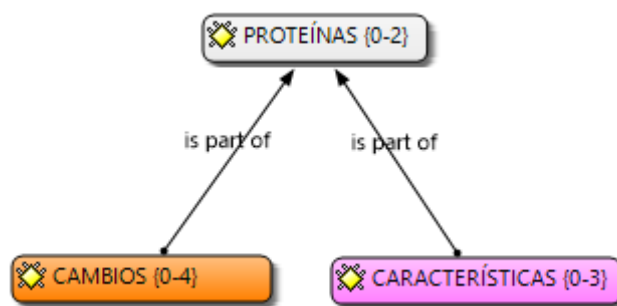 PROTEÍNAS {0-2}
is part of
is part of
CAMBIOS {0-4}
CARACTERÍSTICAS {0-3}